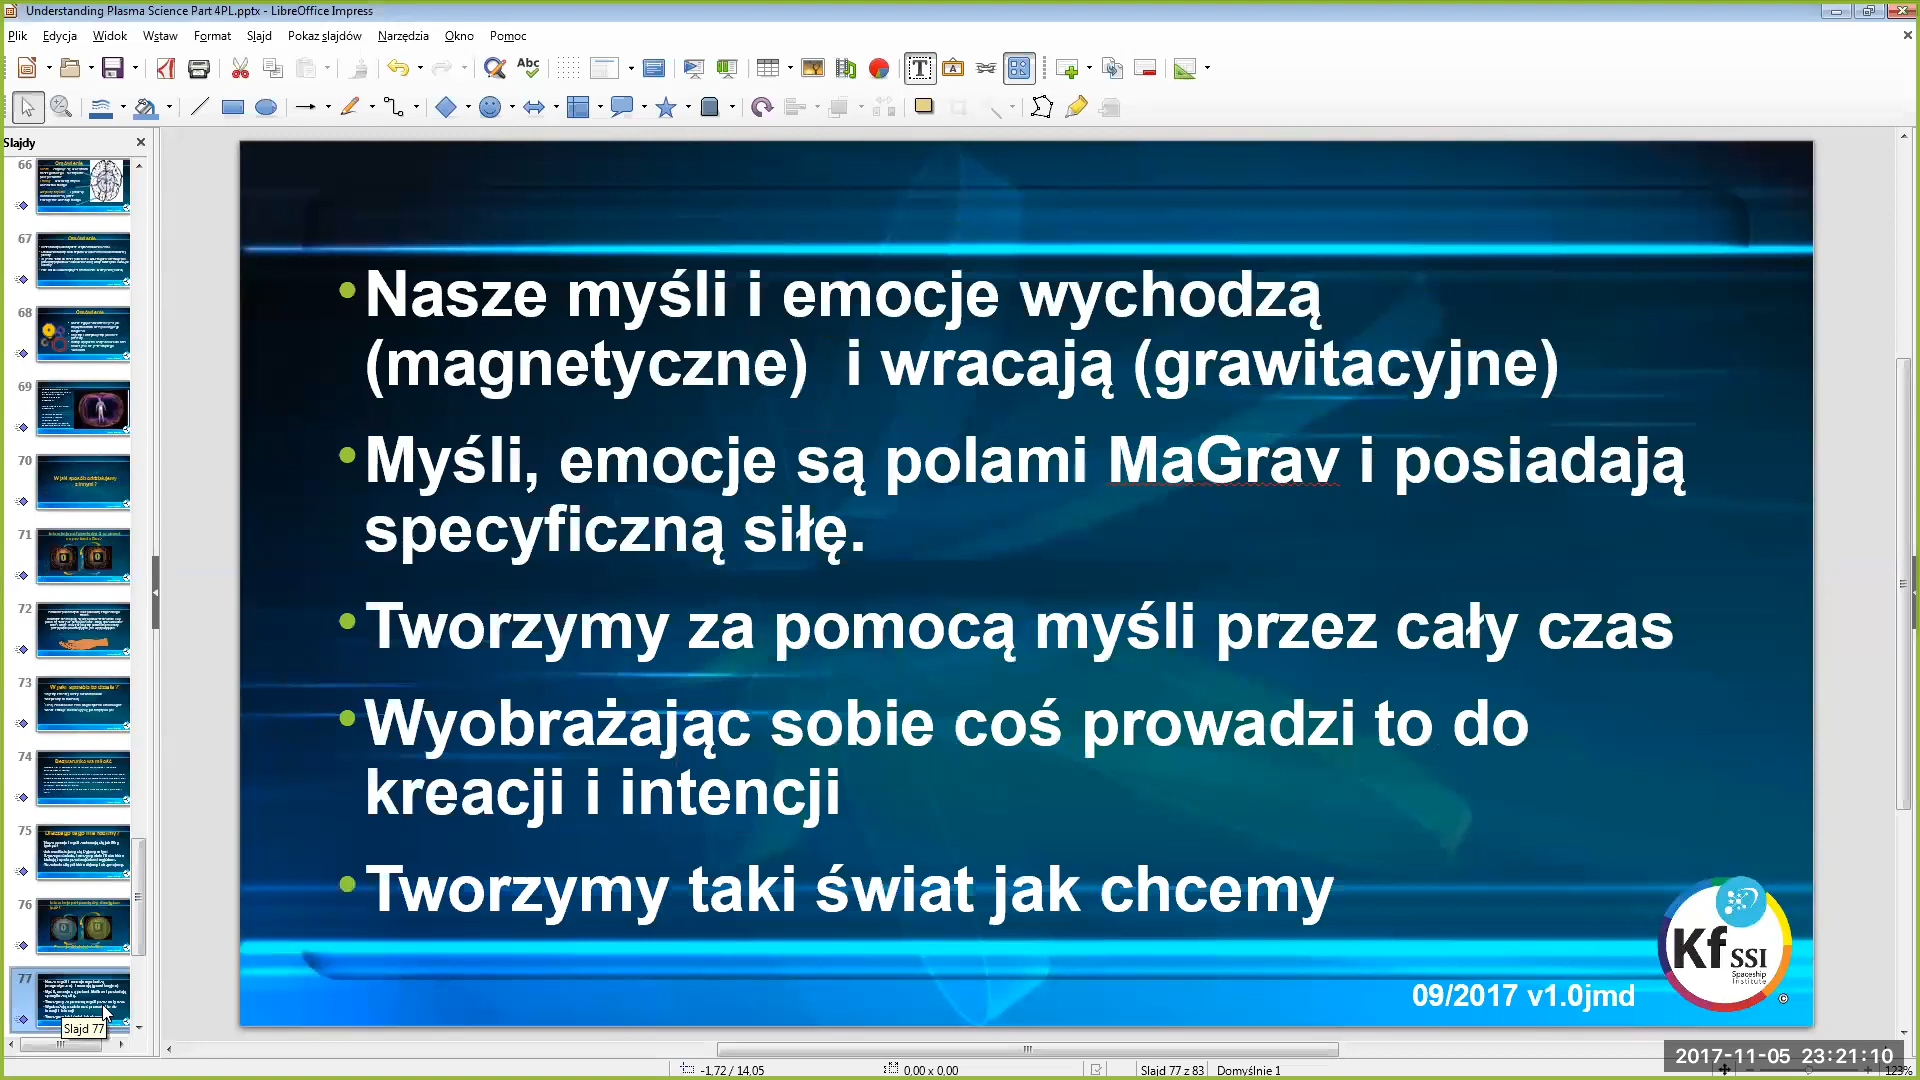 Understanding Plasma Science Part 4PL.pptx - LibreOffice Impress
Plik Edycja Widok Wstaw Format Slajd Pokaz slajdów Narzędzia Okno Pomoc
Slajdy
66
67
68
69
70
71
72
73
74
75
76
77
Slajd 77
• Nasze myśli i emocje wychodzą
(magnetyczne) i wracają (grawitacyjne)
• Myśli, emocje są polami MaGrav i posiadają
specyficzną siłę.
• Tworzymy za pomocą myśli przez cały czas
• Wyobrażając sobie coś prowadzi to do
kreacji i intencji
• Tworzymy taki świat jak chcemy
Kf SSI
Spaceship
Institute
©
09/2017 v1.0jmd
2017-11-05 23:21:10
-1,72 / 14,05 0,00 x 0,00 Slajd 77 z 83 Domyślnie 1 123%